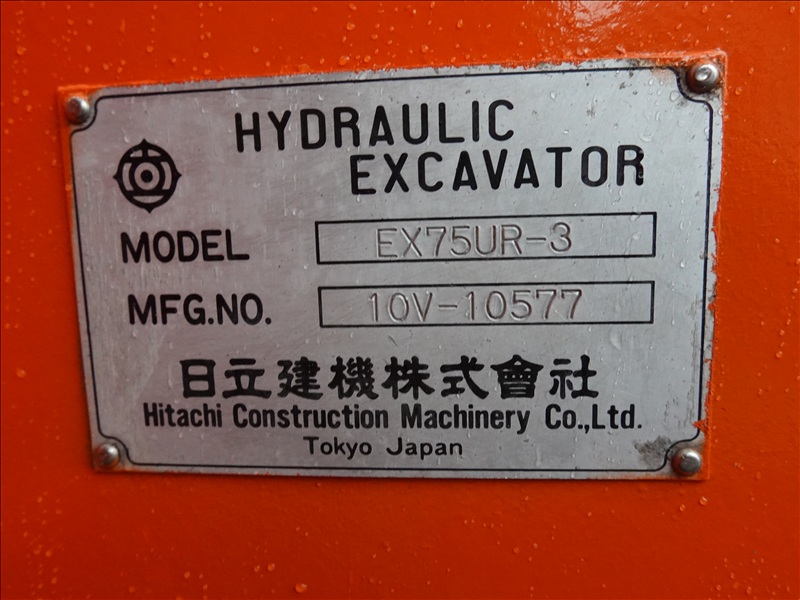 HYDRAULIC
EXCAVATOR
MODEL EX75UR-3
MFG.NO. 10V-10577
日立建機株式會社
Hitachi Construction Machinery Co.,Ltd.
Tokyo Japan